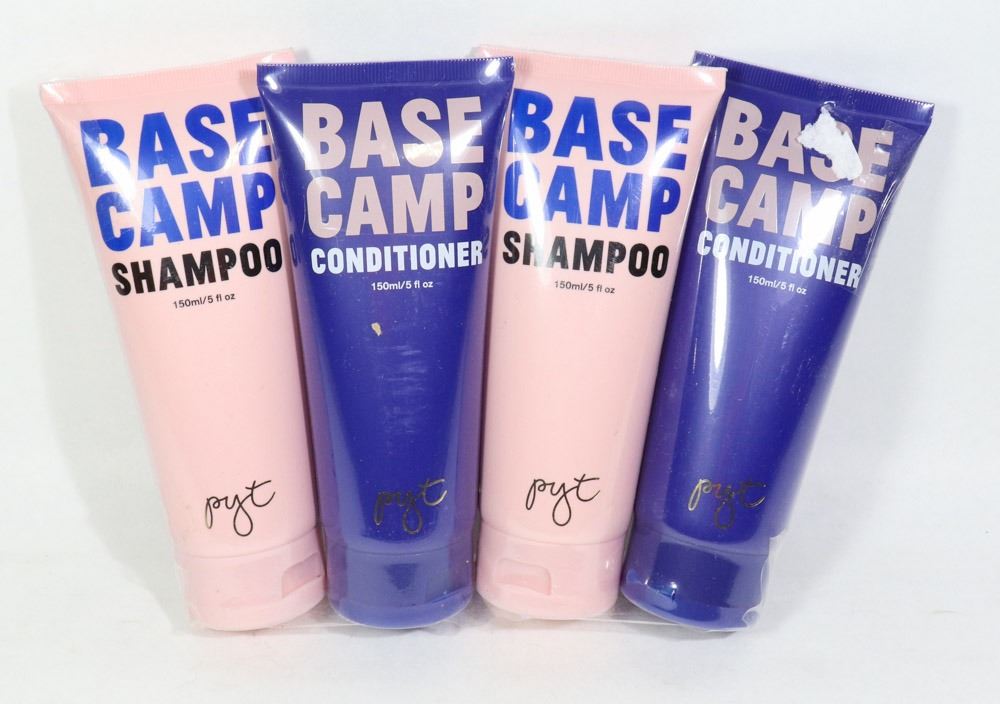 BASE
CAMP
SHAMPOO
150ml/5 fl oz
pyt
BASE
CAMP
CONDITIONER
150ml/5 fl oz
pyt
BASE
CAMP
SHAMPOO
150ml/5 fl oz
pyt
BASE
CAMP
CONDITIONER
150ml/5 fl oz
pyt